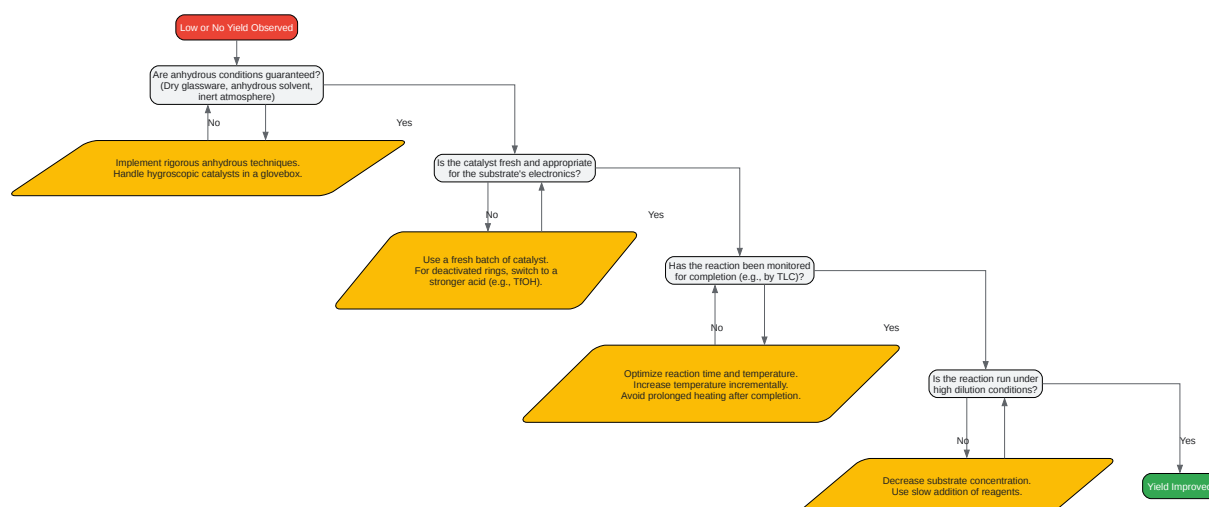 Low or No Yield Observed
Are anhydrous conditions guaranteed?
(Dry glassware, anhydrous solvent,
inert atmosphere)
No
Yes
Implement rigorous anhydrous techniques.
Handle hygroscopic catalysts in a glovebox.
Is the catalyst fresh and appropriate
for the substrate's electronics?
No
Yes
Use a fresh batch of catalyst.
For deactivated rings, switch to a
stronger acid (e.g., TfOH).
Has the reaction been monitored
for completion (e.g., by TLC)?
No
Yes
Optimize reaction time and temperature.
Increase temperature incrementally.
Avoid prolonged heating after completion.
Is the reaction run under
high dilution conditions?
No
Yes
Decrease substrate concentration.
Use slow addition of reagents.
Yield Improve